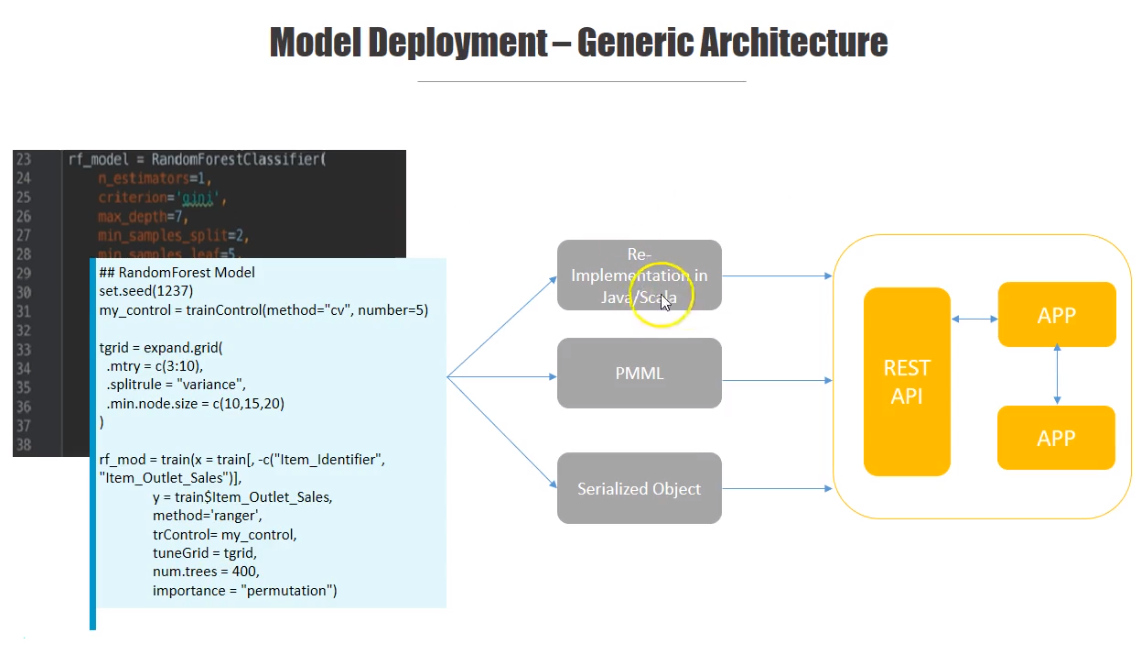 Model Deployment – Generic Architecture
23 rf_model = RandomForestClassifier(
24 n_estimators=1,
25 criterion='gini',
26 max_depth=7,
27 min_samples_split=2,
28 min_samples_leaf=5,
29
30
31
32
33
34
35
36
37
38
## RandomForest Model
set.seed(1237)
my_control = trainControl(method="cv", number=5)
tgrid = expand.grid(
.mtry = c(3:10),
.splitrule = "variance",
.min.node.size = c(10,15,20)
)
rf_mod = train(x = train[, -c("Item_Identifier",
"Item_Outlet_Sales")],
y = train$Item_Outlet_Sales,
method='ranger',
trControl= my_control,
tuneGrid = tgrid,
num.trees = 400,
importance = "permutation")
Re-
Implementation in
Java/Scala
PMML
Serialized Object
REST
API
APP
APP